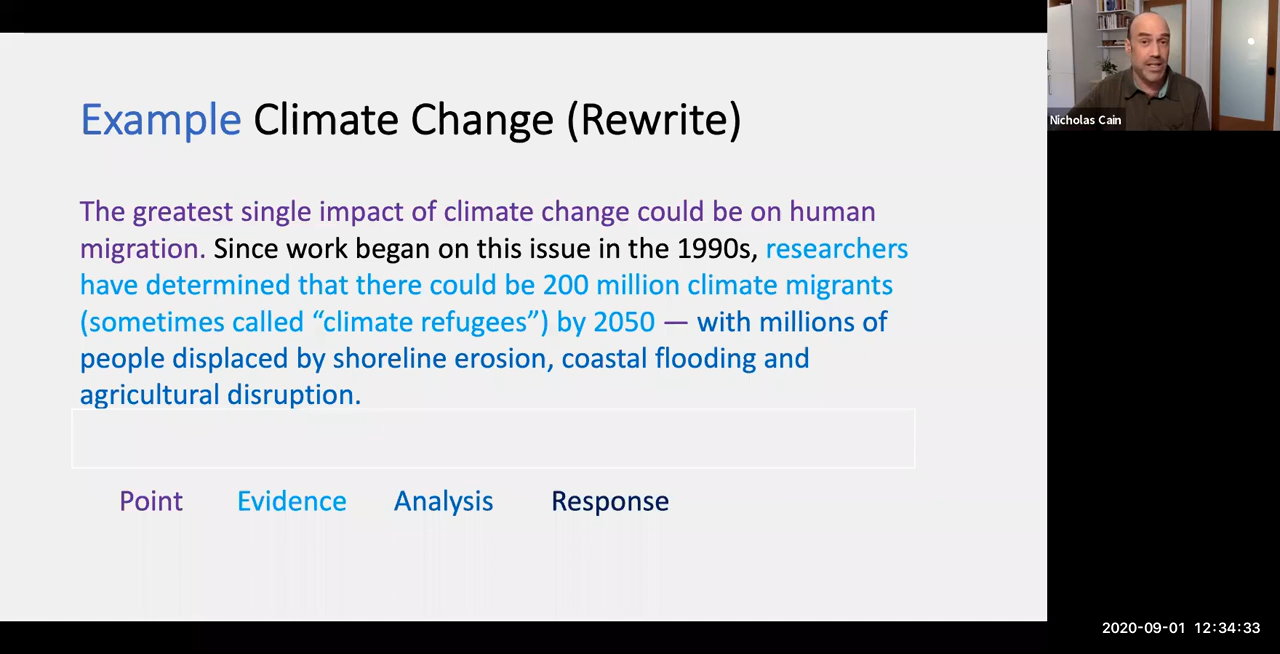 Example Climate Change (Rewrite)
The greatest single impact of climate change could be on human
migration. Since work began on this issue in the 1990s, researchers
have determined that there could be 200 million climate migrants
(sometimes called “climate refugees”) by 2050 — with millions of
people displaced by shoreline erosion, coastal flooding and
agricultural disruption.
Point Evidence Analysis Response
Nicholas Cain
2020-09-01 12:34:33